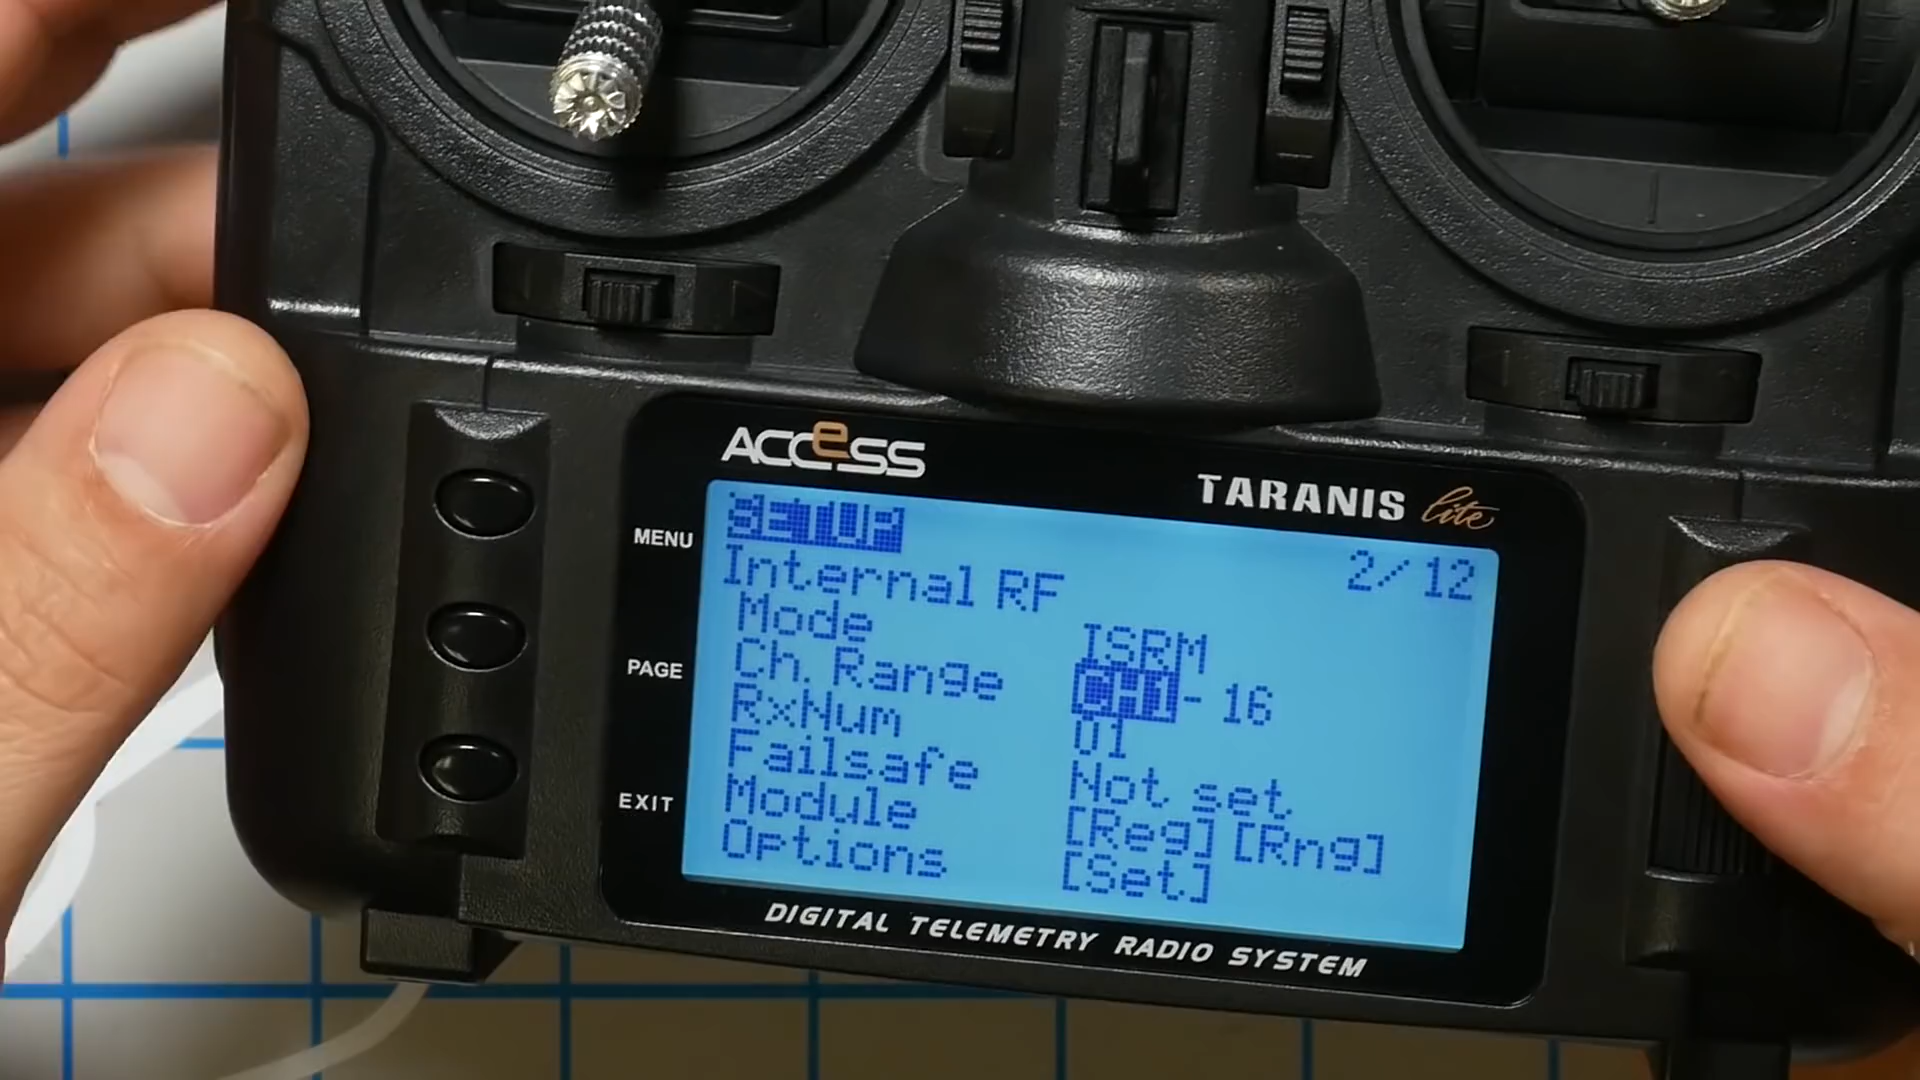 ACCeSS
TARANIS lite
MENU
PAGE
EXIT
SETUP 2/12
Internal RF
Mode ISRM
Ch. Range CH1- 16
RxNum 01
Failsafe Not set
Module [Reg] [Rng]
Options [Set]
DIGITAL TELEMETRY RADIO SYSTEM